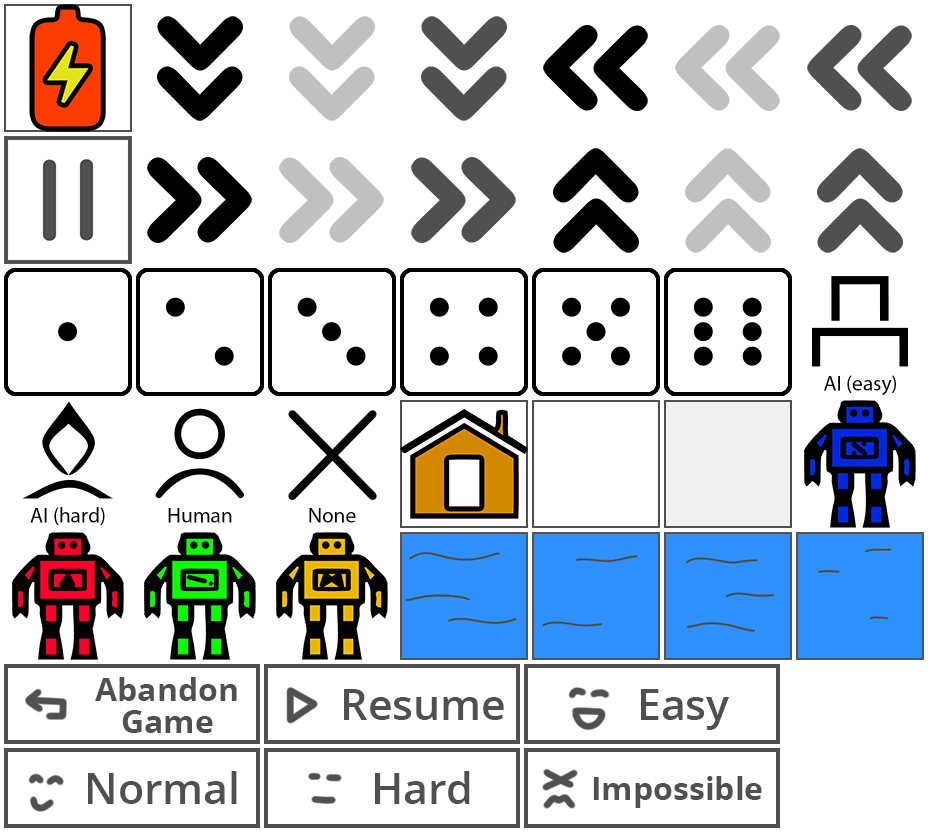 AI (easy)
AI (hard)
Human
None
Abandon
Game
Resume
Easy
Normal
Hard
Impossible